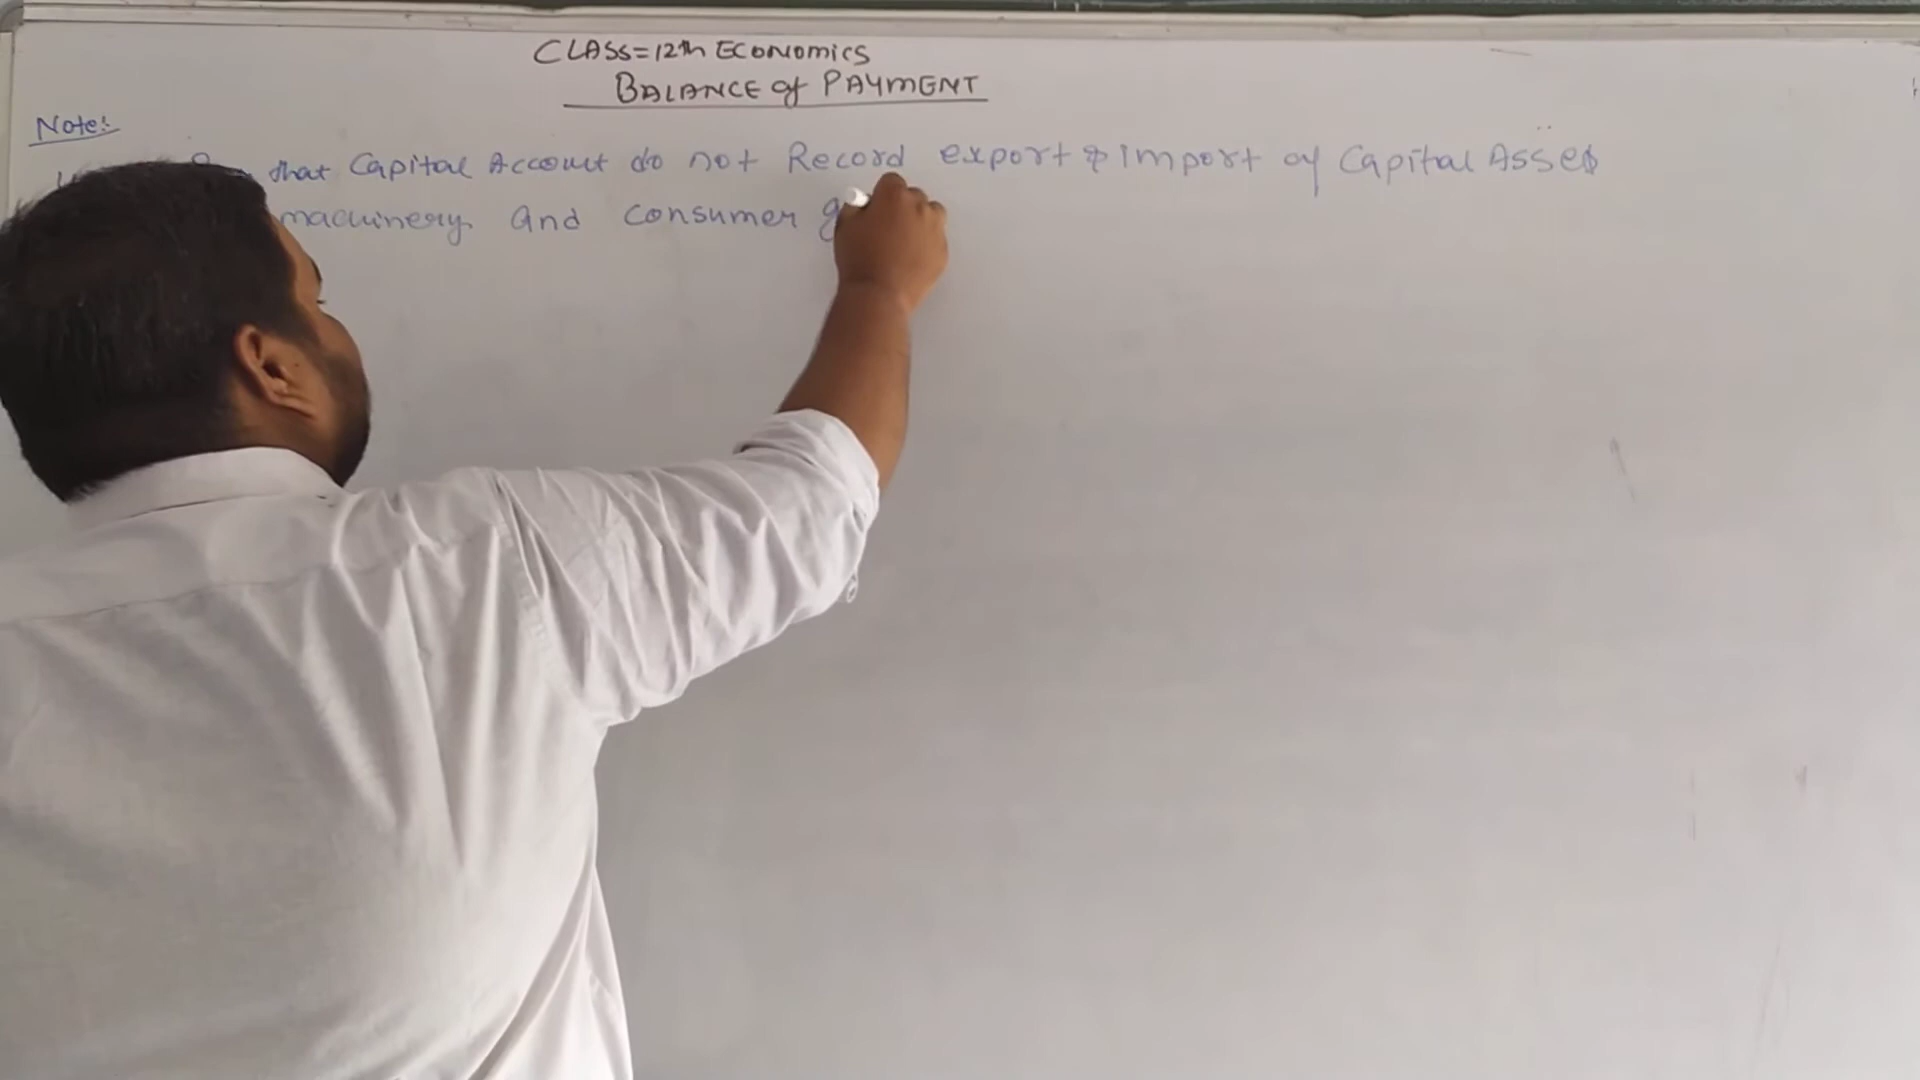 CLASS=12th ECONOMICS
BALANCE of PAYMENT
Note:
that Capital Account do not Record export & import of Capital Assets
machinery and consumer